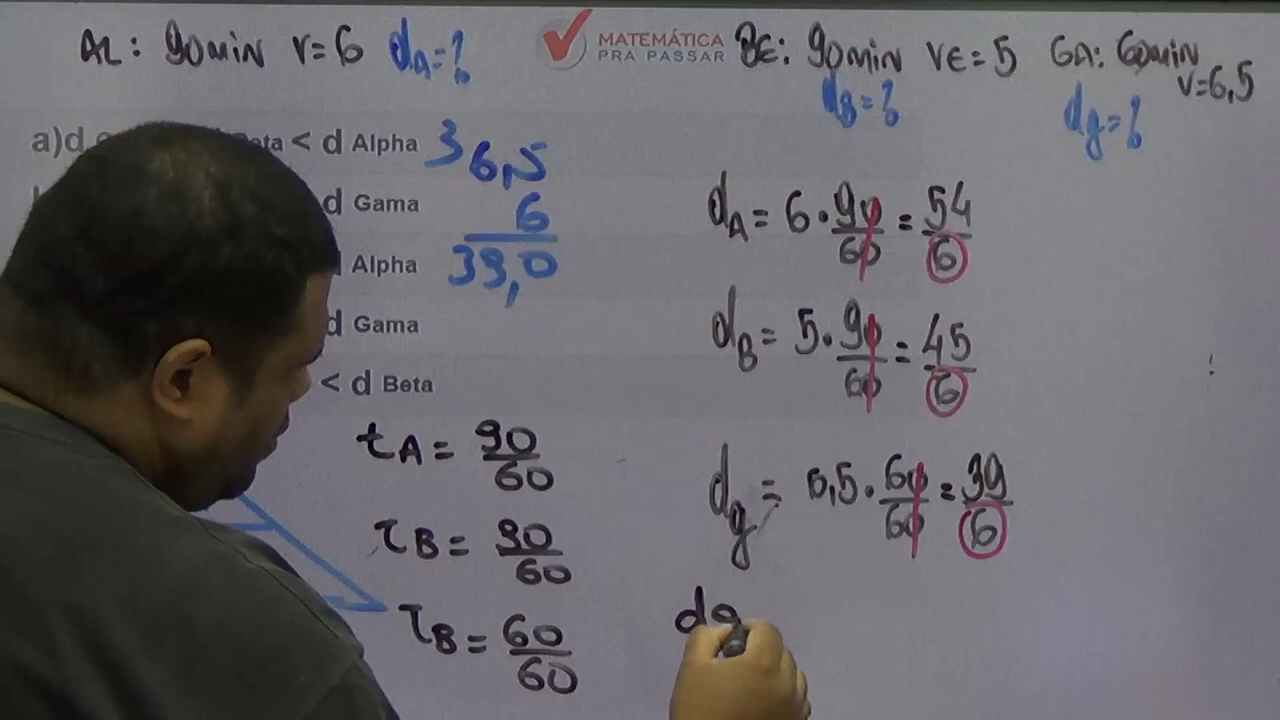 AL: 90min V=6 dA=?
MATEMÁTICA
PRA PASSAR
BE: 90min VE=5
dB=?
GA: 60min
V=6,5
dg=?
a)d
< d Alpha
d Gama
Alpha
d Gama
< d Beta
3
6,5
6
39,0
dA= 6 · 90/60 = 54/6
dB= 5 · 90/60 = 45/6
dg= 6,5 · 60/60 = 39/6
tA= 90/60
tB= 90/60
tB= 60/60
dg